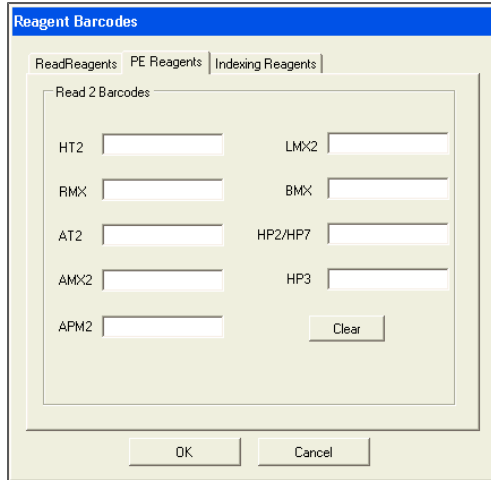 Reagent Barcodes
ReadReagents PE Reagents Indexing Reagents
Read 2 Barcodes
HT2 LMX2
RMX BMX
AT2 HP2/HP7
AMX2 HP3
APM2 Clear
OK Cancel